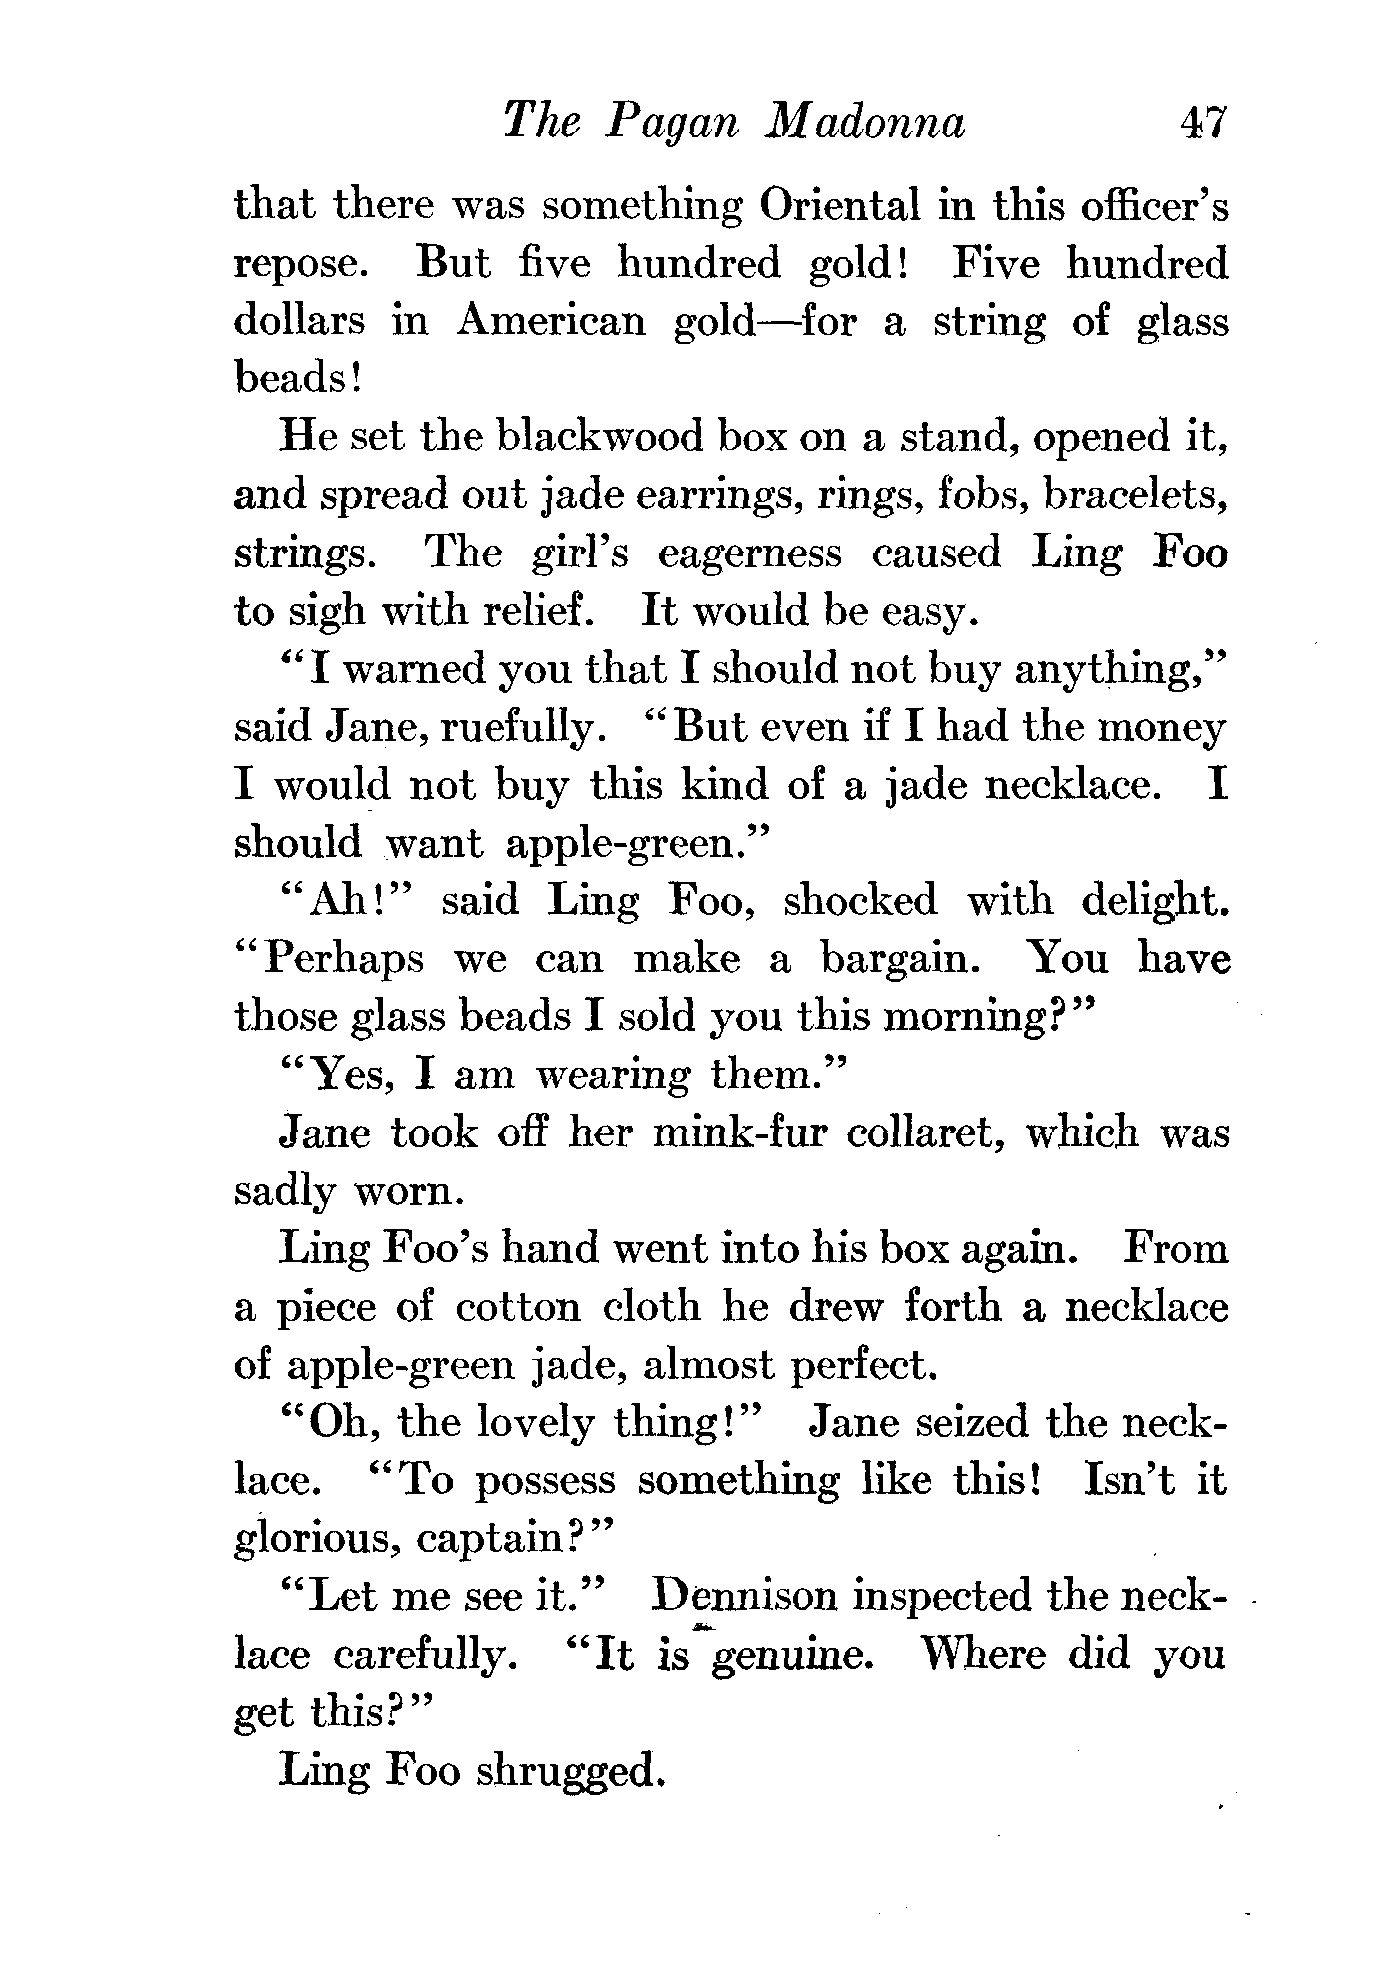 The Pagan Madonna 47
that there was something Oriental in this officer's
repose. But five hundred gold! Five hundred
dollars in American gold—for a string of glass
beads!
He set the blackwood box on a stand, opened it,
and spread out jade earrings, rings, fobs, bracelets,
strings. The girl's eagerness caused Ling Foo
to sigh with relief. It would be easy.
"I warned you that I should not buy anything,"
said Jane, ruefully. "But even if I had the money
I would not buy this kind of a jade necklace. I
should want apple-green."
"Ah!" said Ling Foo, shocked with delight.
"Perhaps we can make a bargain. You have
those glass beads I sold you this morning?"
"Yes, I am wearing them."
Jane took off her mink-fur collaret, which was
sadly worn.
Ling Foo's hand went into his box again. From
a piece of cotton cloth he drew forth a necklace
of apple-green jade, almost perfect.
"Oh, the lovely thing!" Jane seized the neck-
lace. "To possess something like this! Isn't it
glorious, captain?"
"Let me see it." Dennison inspected the neck-
lace carefully. "It is genuine. Where did you
get this?"
Ling Foo shrugged.